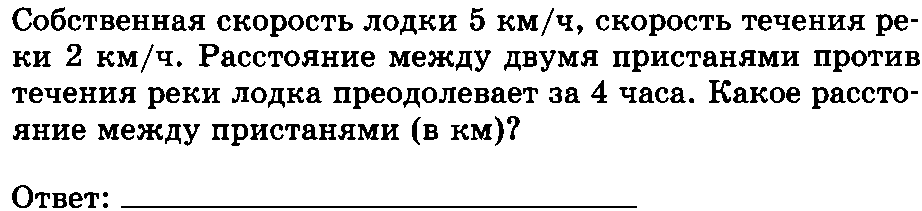 Собственная скорость лодки 5 км/ч, скорость течения ре-
ки 2 км/ч. Расстояние между двумя пристанями против
течения реки лодка преодолевает за 4 часа. Какое рассто-
яние между пристанями (в км)?
Ответ: